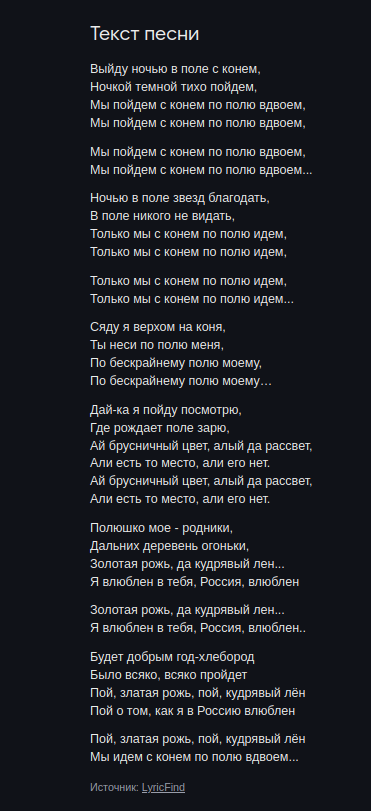 Текст песни
Выйду ночью в поле с конем,
Ночкой темной тихо пойдем,
Мы пойдем с конем по полю вдвоем,
Мы пойдем с конем по полю вдвоем,
Мы пойдем с конем по полю вдвоем,
Мы пойдем с конем по полю вдвоем...
Ночью в поле звезд благодать,
В поле никого не видать,
Только мы с конем по полю идем,
Только мы с конем по полю идем,
Только мы с конем по полю идем,
Только мы с конем по полю идем...
Сяду я верхом на коня,
Ты неси по полю меня,
По бескрайнему полю моему,
По бескрайнему полю моему…
Дай-ка я пойду посмотрю,
Где рождает поле зарю,
Ай брусничный цвет, алый да рассвет,
Али есть то место, али его нет.
Ай брусничный цвет, алый да рассвет,
Али есть то место, али его нет.
Полюшко мое - родники,
Дальних деревень огоньки,
Золотая рожь, да кудрявый лен...
Я влюблен в тебя, Россия, влюблен
Золотая рожь, да кудрявый лен...
Я влюблен в тебя, Россия, влюблен..
Будет добрым год-хлебород
Было всяко, всяко пройдет
Пой, златая рожь, пой, кудрявый лён
Пой о том, как я в Россию влюблен
Пой, златая рожь, пой, кудрявый лён
Мы идем с конем по полю вдвоем...
Источник: LyricFind